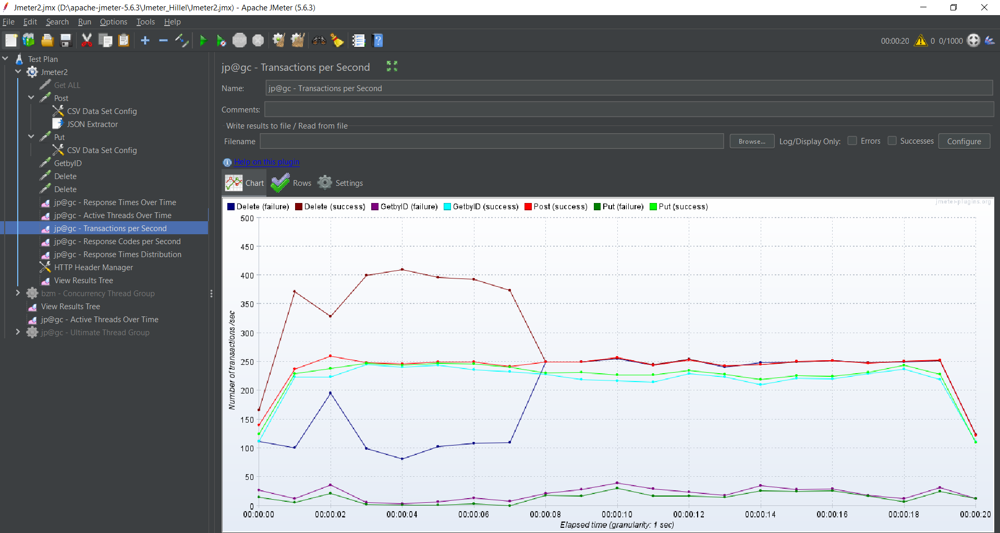 Jmeter2.jmx (D:\apache-jmeter-5.6.3\Jmeter_Hillel\Jmeter2.jmx) - Apache JMeter (5.6.3)
File Edit Search Run Options Tools Help
STOP
00:00:20 0 0/1000
Test Plan
Jmeter2
Get ALL
Post
CSV Data Set Config
JSON Extractor
Put
CSV Data Set Config
GetbyID
Delete
Delete
jp@gc - Response Times Over Time
jp@gc - Active Threads Over Time
jp@gc - Transactions per Second
jp@gc - Response Codes per Second
jp@gc - Response Times Distribution
HTTP Header Manager
View Results Tree
bzm - Concurrency Thread Group
View Results Tree
jp@gc - Active Threads Over Time
jp@gc - Ultimate Thread Group
jp@gc - Transactions per Second
Name: jp@gc - Transactions per Second
Comments:
Write results to file / Read from file
Filename Browse... Log/Display Only: Errors Successes Configure
Help on this plugin
Chart Rows Settings
jmeter-plugins.org
Delete (failure) Delete (success) GetbyID (failure) GetbyID (success) Post (success) Put (failure) Put (success)
500
450
400
350
300
250
200
150
100
50
0
Number of transactions /sec
00:00:00 00:00:02 00:00:04 00:00:06 00:00:08 00:00:10 00:00:12 00:00:14 00:00:16 00:00:18 00:00:20
Elapsed time (granularity: 1 sec)